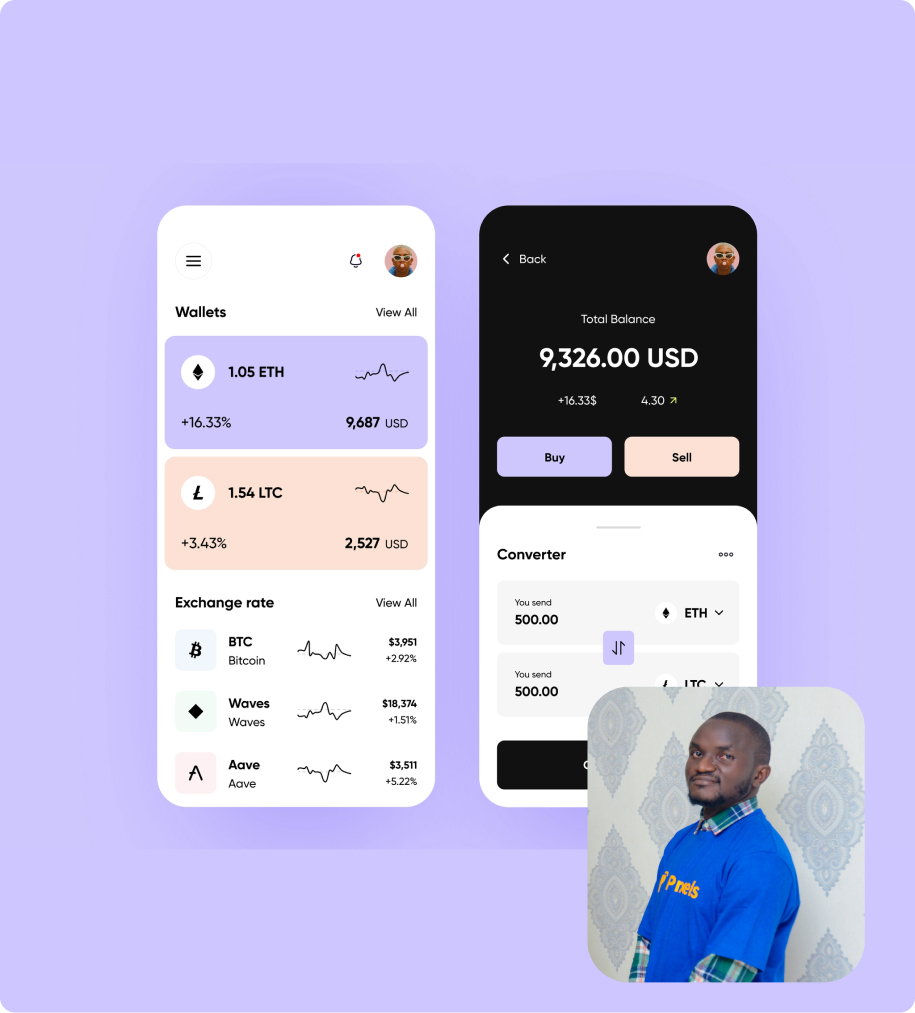 Wallets
View All
1.05 ETH
+16.33%
9,687 USD
1.54 LTC
+3.43%
2,527 USD
Exchange rate
View All
BTC
Bitcoin
$3,951
+2.92%
Waves
Waves
$18,374
+1.51%
Aave
Aave
$3,511
+5.22%
Back
Total Balance
9,326.00 USD
+16.33$
4.30
Buy
Sell
Converter
You send
500.00
ETH
You send
500.00
LTC